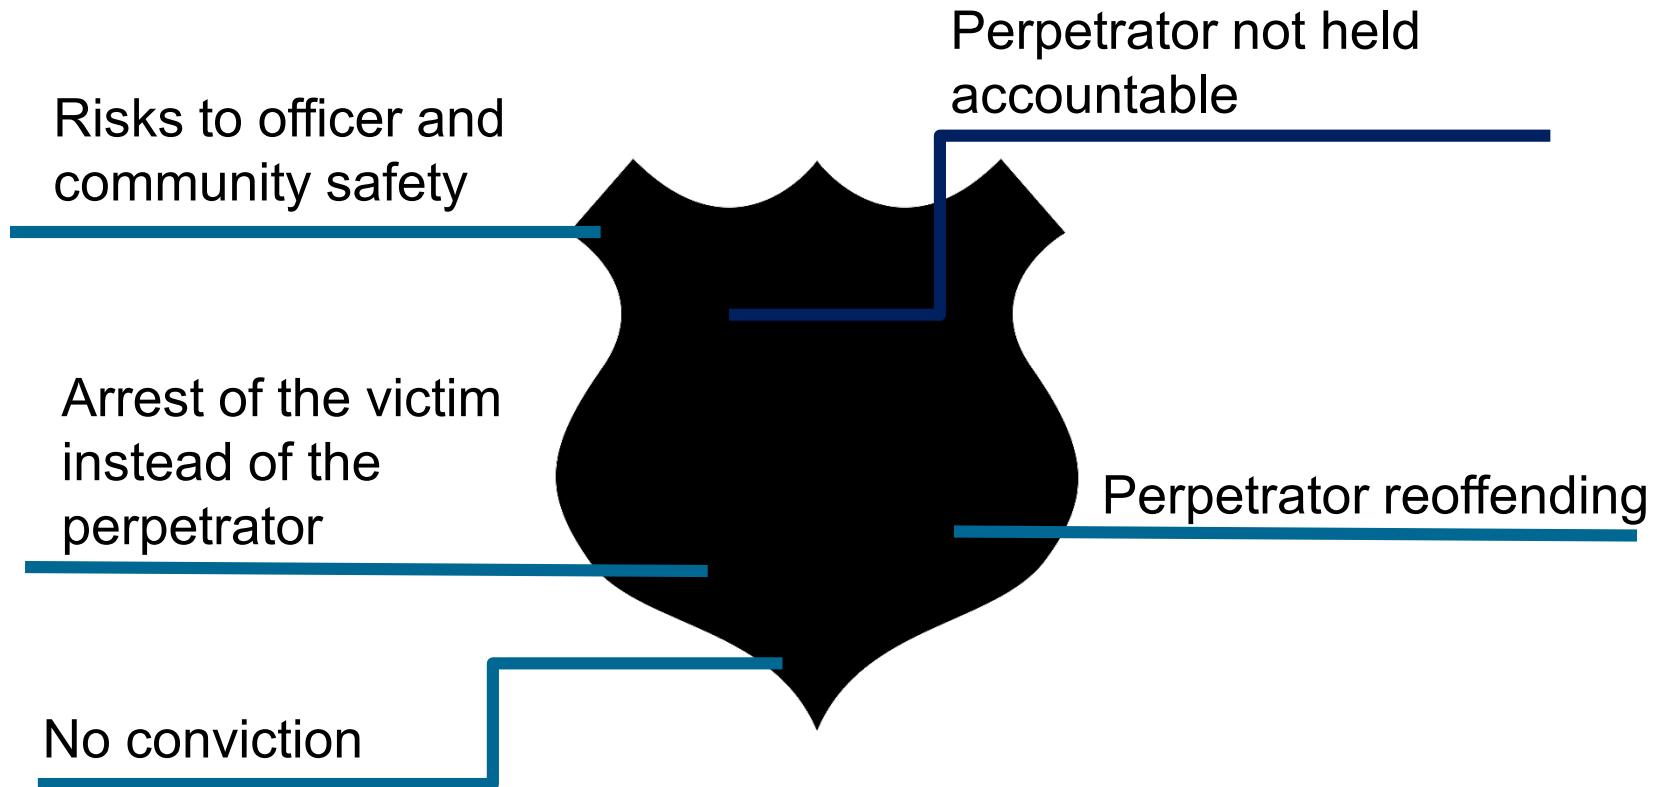 Perpetrator not held
accountable
Risks to officer and
community safety
Arrest of the victim
instead of the
perpetrator
Perpetrator reoffending
No conviction